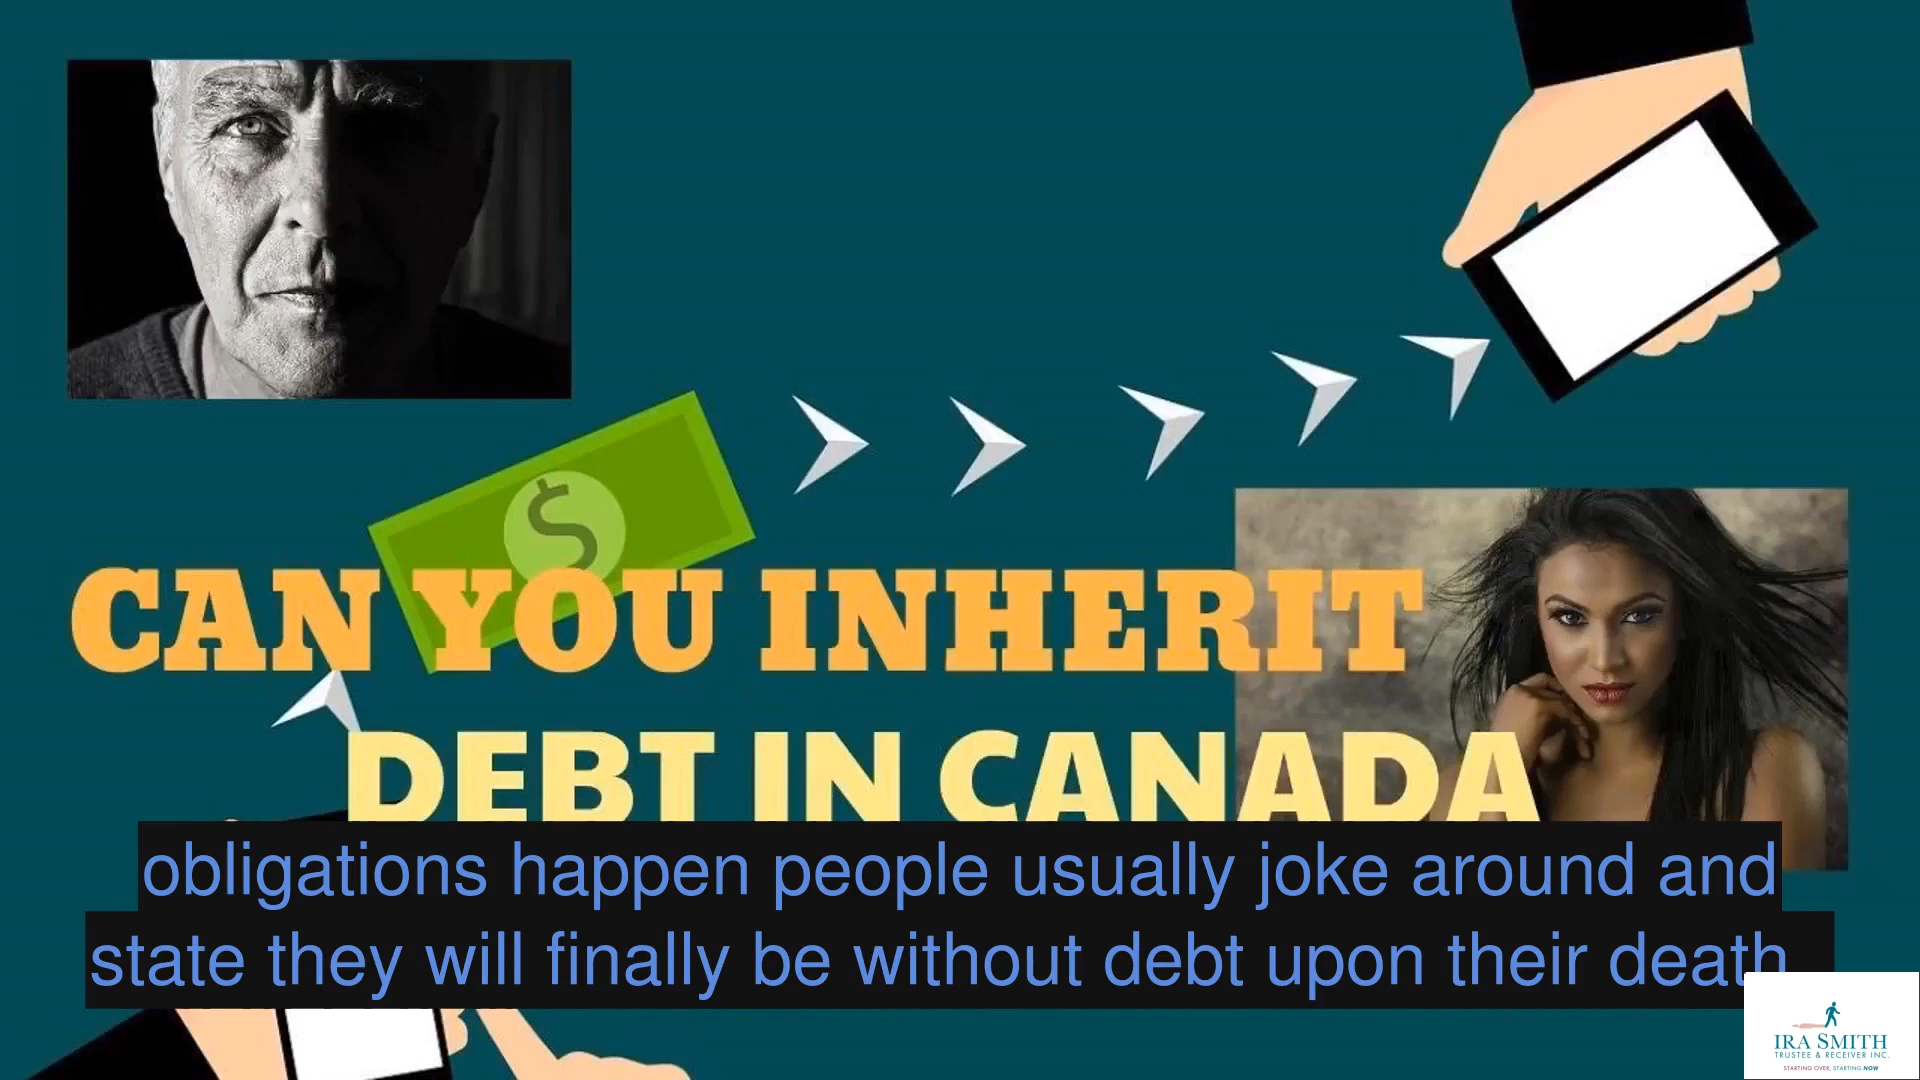 CAN YOU INHERIT
DEBT IN CANADA
obligations happen people usually joke around and
state they will finally be without debt upon their death
IRA SMITH
TRUSTEE & RECEIVER INC.
STARTING OVER, STARTING NOW